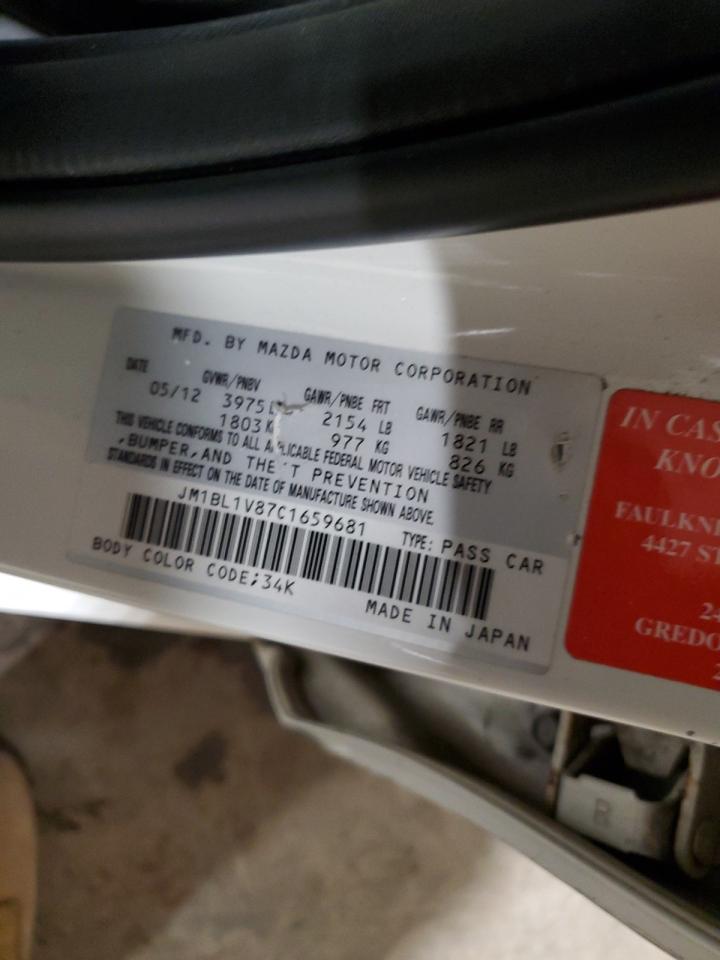 MFD. BY MAZDA MOTOR CORPORATION
DATE GVWR/PNBV GAWR/PNBE FRT GAWR/PNBE RR
05/12 3975 L 2154 LB 1821 LB
1803 K 977 KG 826 KG
THIS VEHICLE CONFORMS TO ALL A LICABLE FEDERAL MOTOR VEHICLE SAFETY
,BUMPER,AND THE T PREVENTION
STANDARDS IN EFFECT ON THE DATE OF MANUFACTURE SHOWN ABOVE.
JM1BL1V87C1659681 TYPE: PASS CAR
BODY COLOR CODE;34K
MADE IN JAPAN
IN CAS
KNO
FAULKN
4427 ST
24
GREDO
2
R